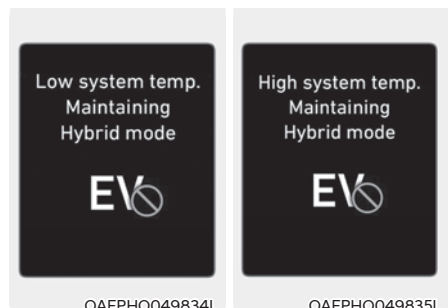 Low system temp.
Maintaining
Hybrid mode
EV
OAEPHQ049834L
High system temp.
Maintaining
Hybrid mode
EV
OAEPHQ049835L